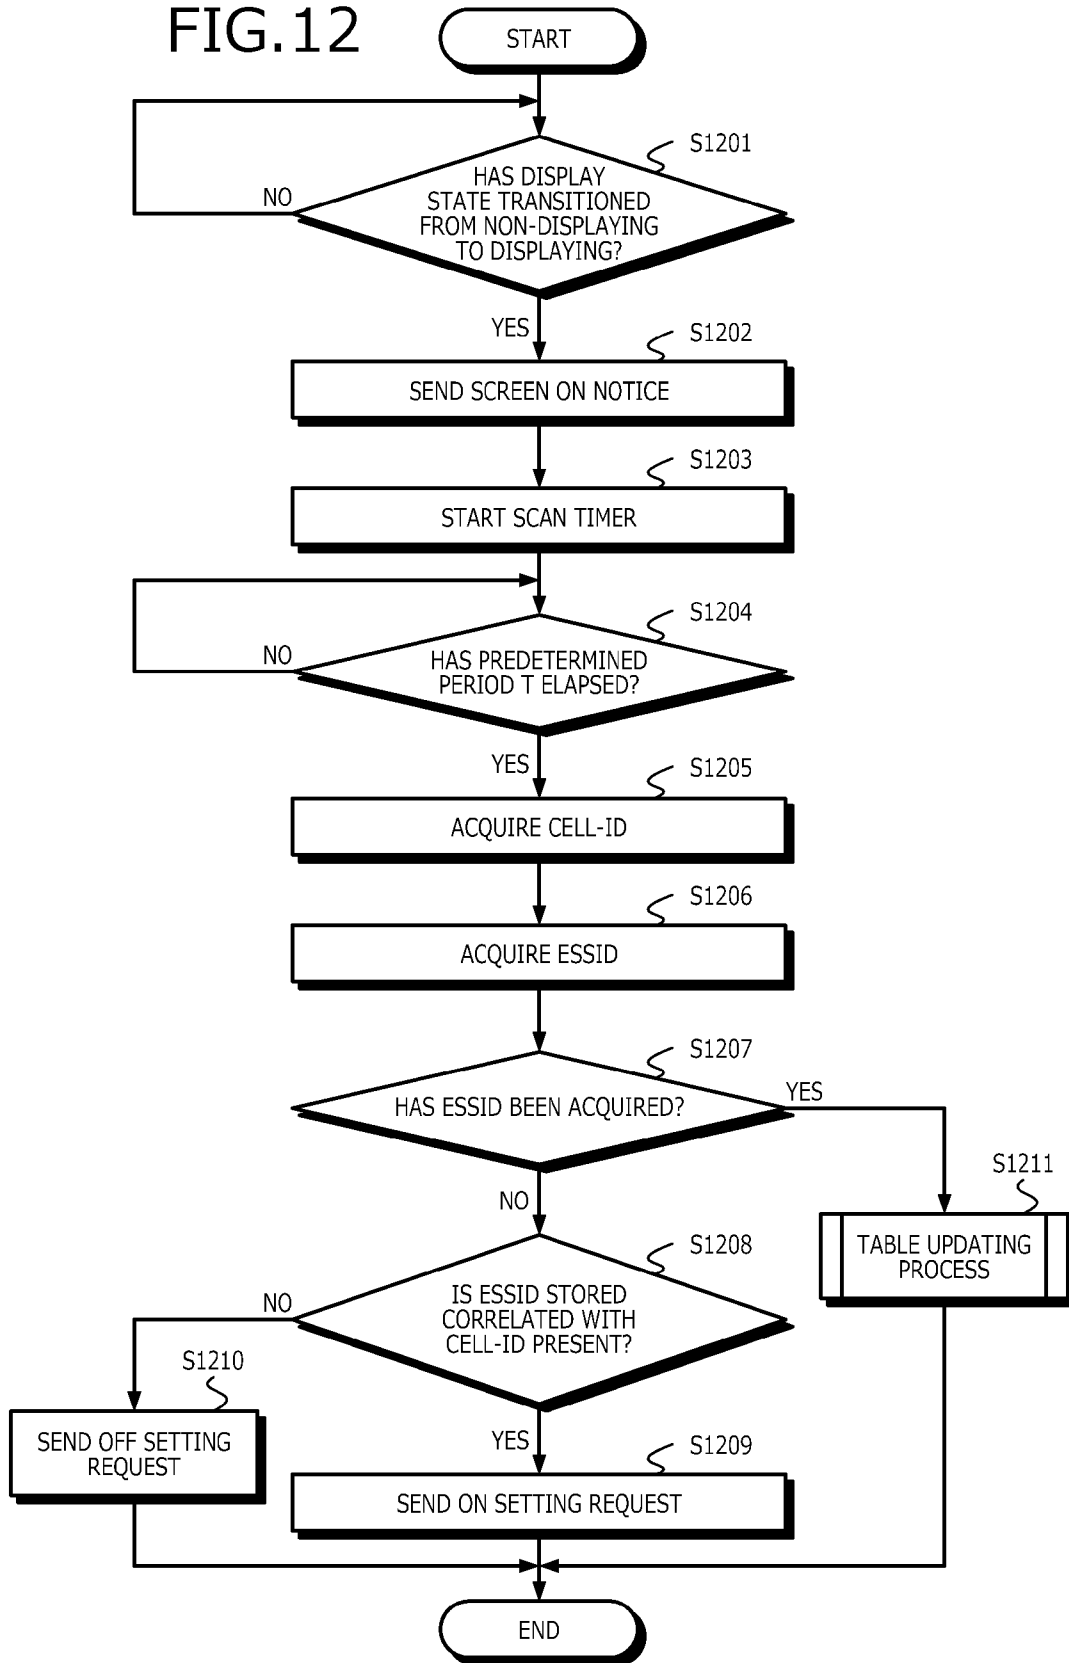 FIG.12
START
S1201
HAS DISPLAY
STATE TRANSITIONED
FROM NON-DISPLAYING
TO DISPLAYING?
NO
YES
S1202
SEND SCREEN ON NOTICE
S1203
START SCAN TIMER
S1204
HAS PREDETERMINED
PERIOD T ELAPSED?
NO
YES
S1205
ACQUIRE CELL-ID
S1206
ACQUIRE ESSID
S1207
HAS ESSID BEEN ACQUIRED?
YES
NO
S1211
TABLE UPDATING
PROCESS
S1208
IS ESSID STORED
CORRELATED WITH
CELL-ID PRESENT?
NO
YES
S1210
SEND OFF SETTING
REQUEST
S1209
SEND ON SETTING REQUEST
END